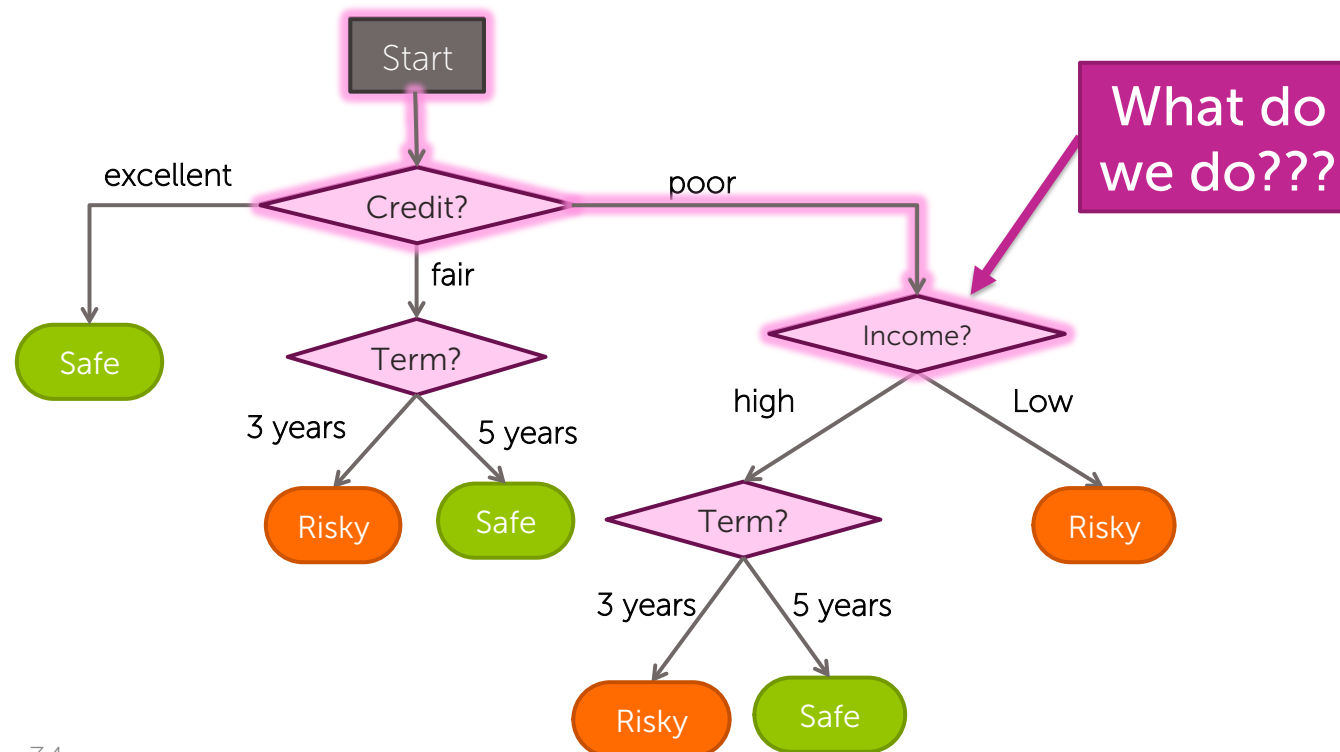 Start
What do
we do???
excellent
Credit?
poor
fair
Safe
Term?
Income?
3 years
5 years
high
Low
Risky
Safe
Term?
Risky
3 years
5 years
Risky
Safe